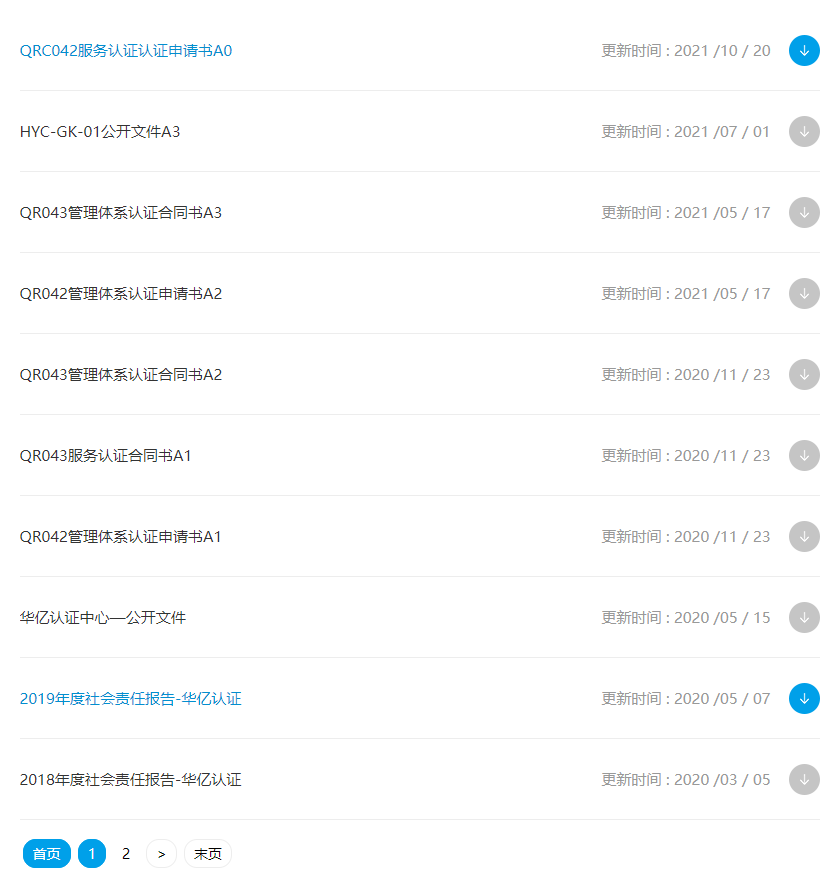 QRC042服务认证认证申请书A0 更新时间 : 2021 /10 / 20
HYC-GK-01公开文件A3 更新时间 : 2021 /07 / 01
QR043管理体系认证合同书A3 更新时间 : 2021 /05 / 17
QR042管理体系认证申请书A2 更新时间 : 2021 /05 / 17
QR043管理体系认证合同书A2 更新时间 : 2020 /11 / 23
QR043服务认证合同书A1 更新时间 : 2020 /11 / 23
QR042管理体系认证申请书A1 更新时间 : 2020 /11 / 23
华亿认证中心—公开文件 更新时间 : 2020 /05 / 15
2019年度社会责任报告-华亿认证 更新时间 : 2020 /05 / 07
2018年度社会责任报告-华亿认证 更新时间 : 2020 /03 / 05
首页 1 2 > 末页